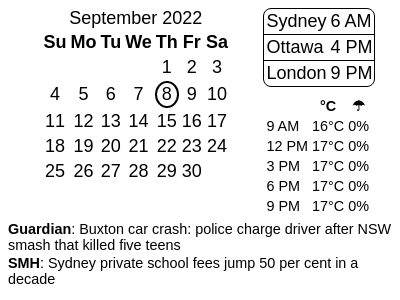 September 2022
Su Mo Tu We Th Fr Sa
1 2 3
4 5 6 7 8 9 10
11 12 13 14 15 16 17
18 19 20 21 22 23 24
25 26 27 28 29 30
Sydney 6 AM
Ottawa 4 PM
London 9 PM
°C ☂
9 AM 16°C 0%
12 PM 17°C 0%
3 PM 17°C 0%
6 PM 17°C 0%
9 PM 17°C 0%
Guardian: Buxton car crash: police charge driver after NSW
smash that killed five teens
SMH: Sydney private school fees jump 50 per cent in a
decade